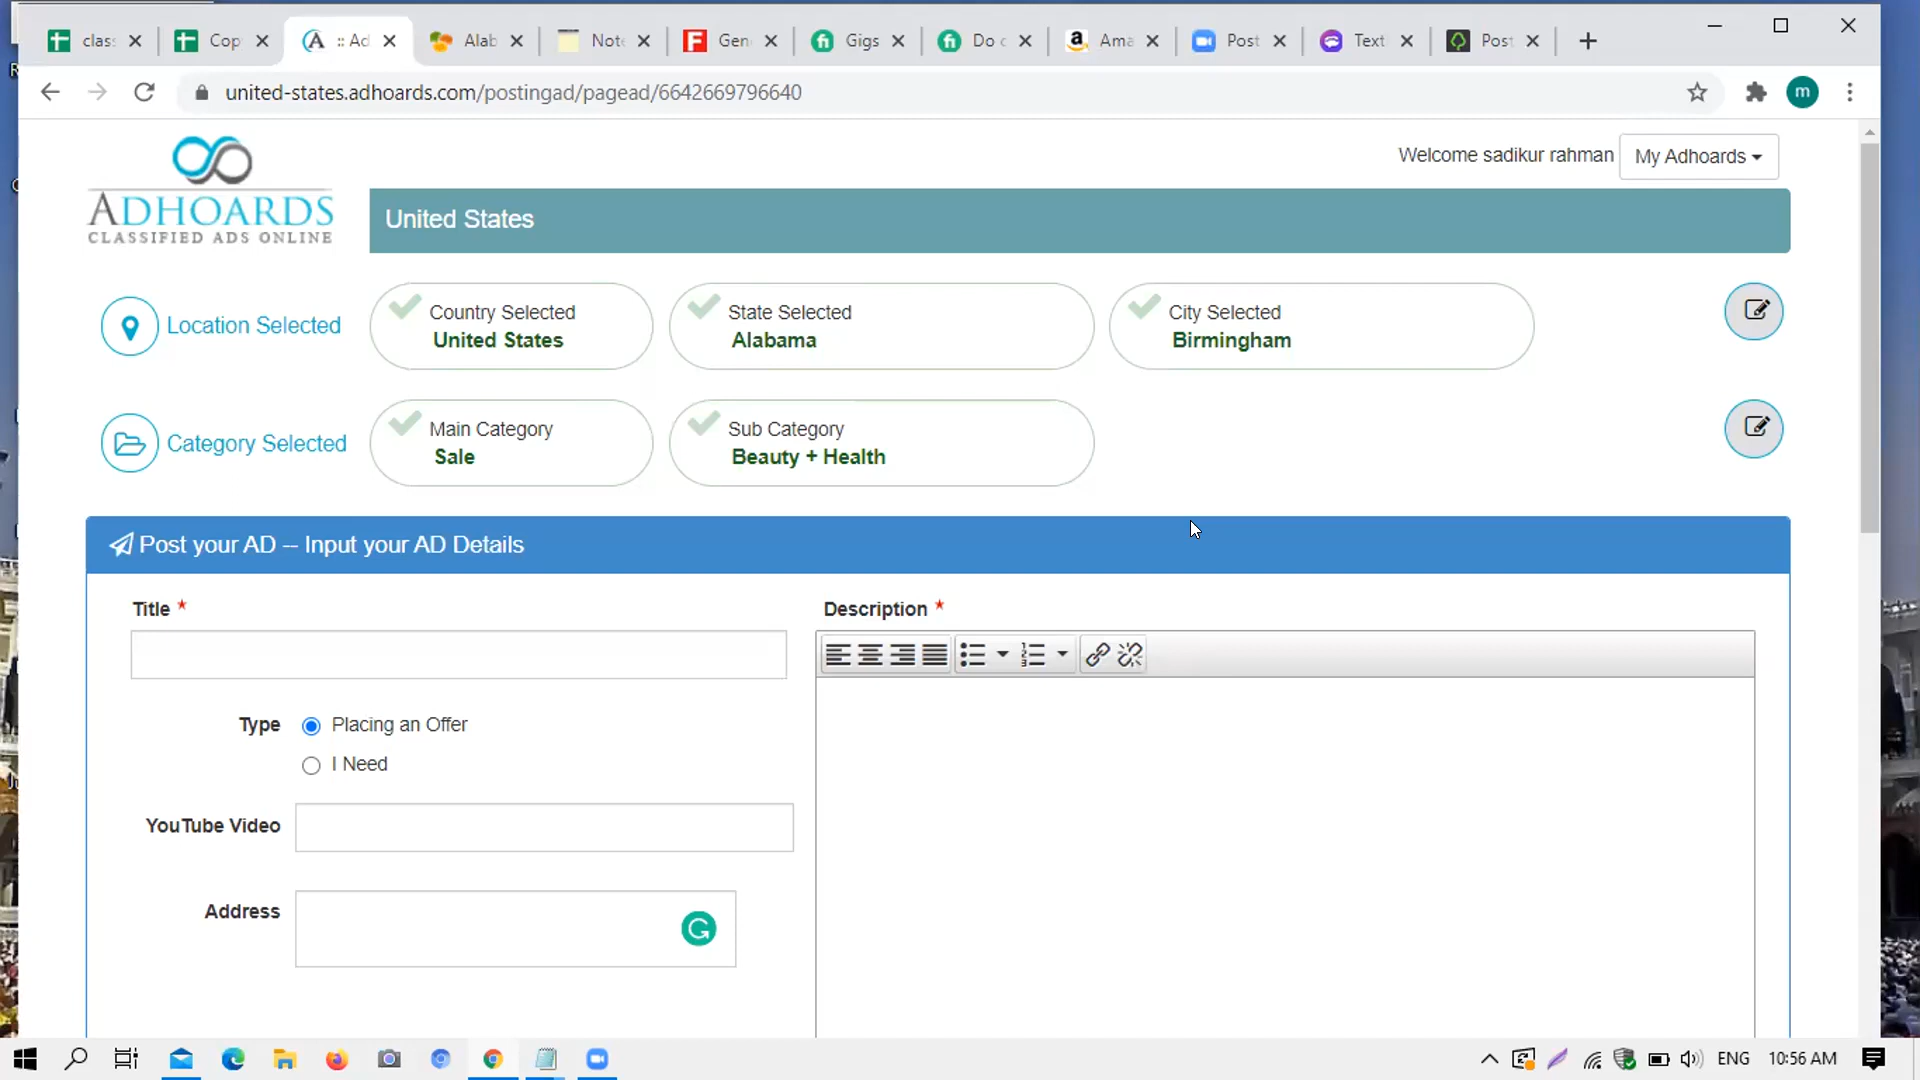 clas
Cop
:: Ad
Alab
Not
Gen
Gigs
Do c
Ama
Post
Text
Post
united-states.adhoards.com/postingad/pagead/6642669796640
m
ADHOARDS
CLASSIFIED ADS ONLINE
Welcome sadikur rahman
My Adhoards
United States
Location Selected
Country Selected
United States
State Selected
Alabama
City Selected
Birmingham
Category Selected
Main Category
Sale
Sub Category
Beauty + Health
Post your AD -- Input your AD Details
Title *
Description *
Type
Placing an Offer
I Need
YouTube Video
Address
ENG
10:56 AM